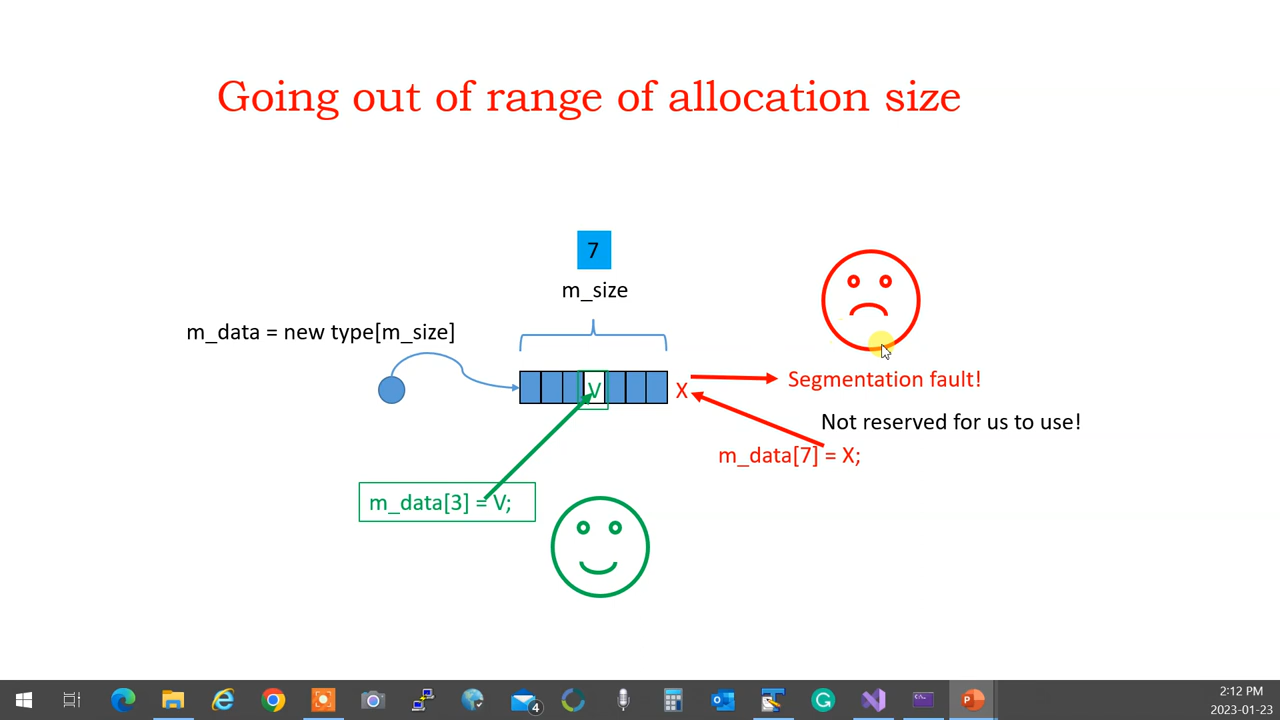 Going out of range of allocation size
7
m_size
m_data = new type[m_size]
V
X
Segmentation fault!
Not reserved for us to use!
m_data[7] = X;
m_data[3] = V;
4
2:12 PM
2023-01-23